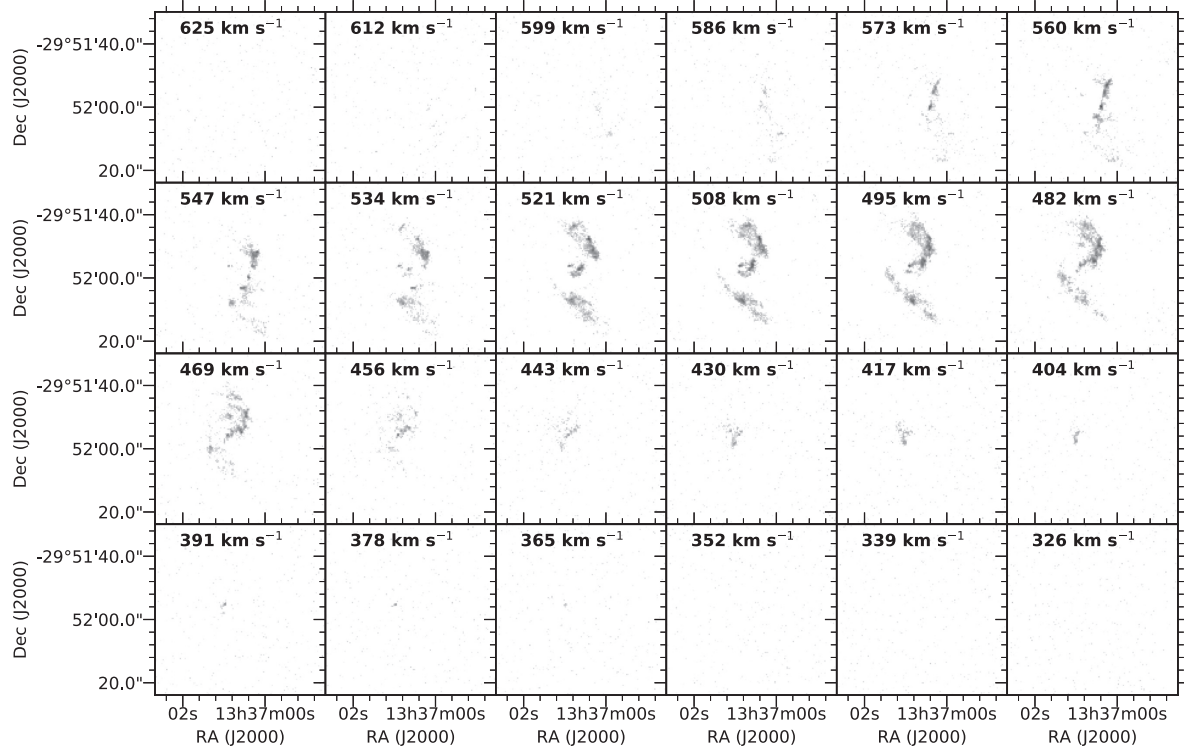 625 km s⁻¹ 612 km s⁻¹ 599 km s⁻¹ 586 km s⁻¹ 573 km s⁻¹ 560 km s⁻¹
-29°51'40.0"
52'00.0"
20.0"
Dec (J2000)
547 km s⁻¹ 534 km s⁻¹ 521 km s⁻¹ 508 km s⁻¹ 495 km s⁻¹ 482 km s⁻¹
-29°51'40.0"
52'00.0"
20.0"
Dec (J2000)
469 km s⁻¹ 456 km s⁻¹ 443 km s⁻¹ 430 km s⁻¹ 417 km s⁻¹ 404 km s⁻¹
-29°51'40.0"
52'00.0"
20.0"
Dec (J2000)
391 km s⁻¹ 378 km s⁻¹ 365 km s⁻¹ 352 km s⁻¹ 339 km s⁻¹ 326 km s⁻¹
-29°51'40.0"
52'00.0"
20.0"
Dec (J2000)
02s 13h37m00s 02s 13h37m00s 02s 13h37m00s 02s 13h37m00s 02s 13h37m00s 02s 13h37m00s
RA (J2000) RA (J2000) RA (J2000) RA (J2000) RA (J2000) RA (J2000)